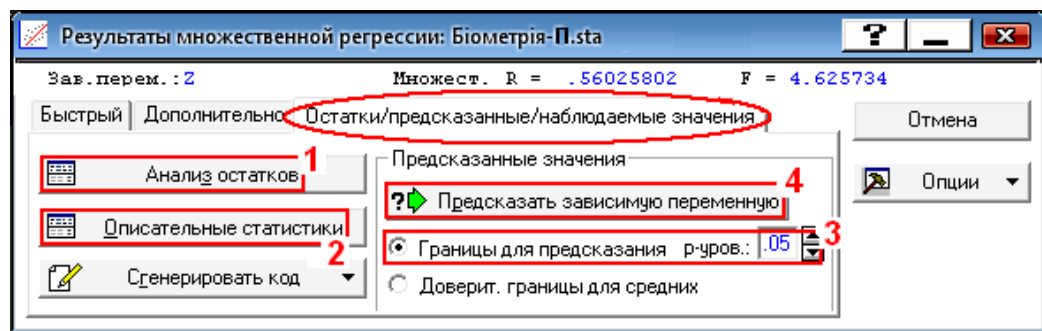 Результаты множественной регрессии: Біометрія-П.sta
?
Зав.перем.:Z Множест. R = .56025802 F = 4.625734
Быстрый Дополнительно Остатки/предсказанные/наблюдаемые значения
Отмена
Опции
Анализ остатков 1
Описательные статистики 2
Сгенерировать код
Предсказанные значения
? Предсказать зависимую переменную 4
Границы для предсказания р-уров.: .05 3
Доверит. границы для средних